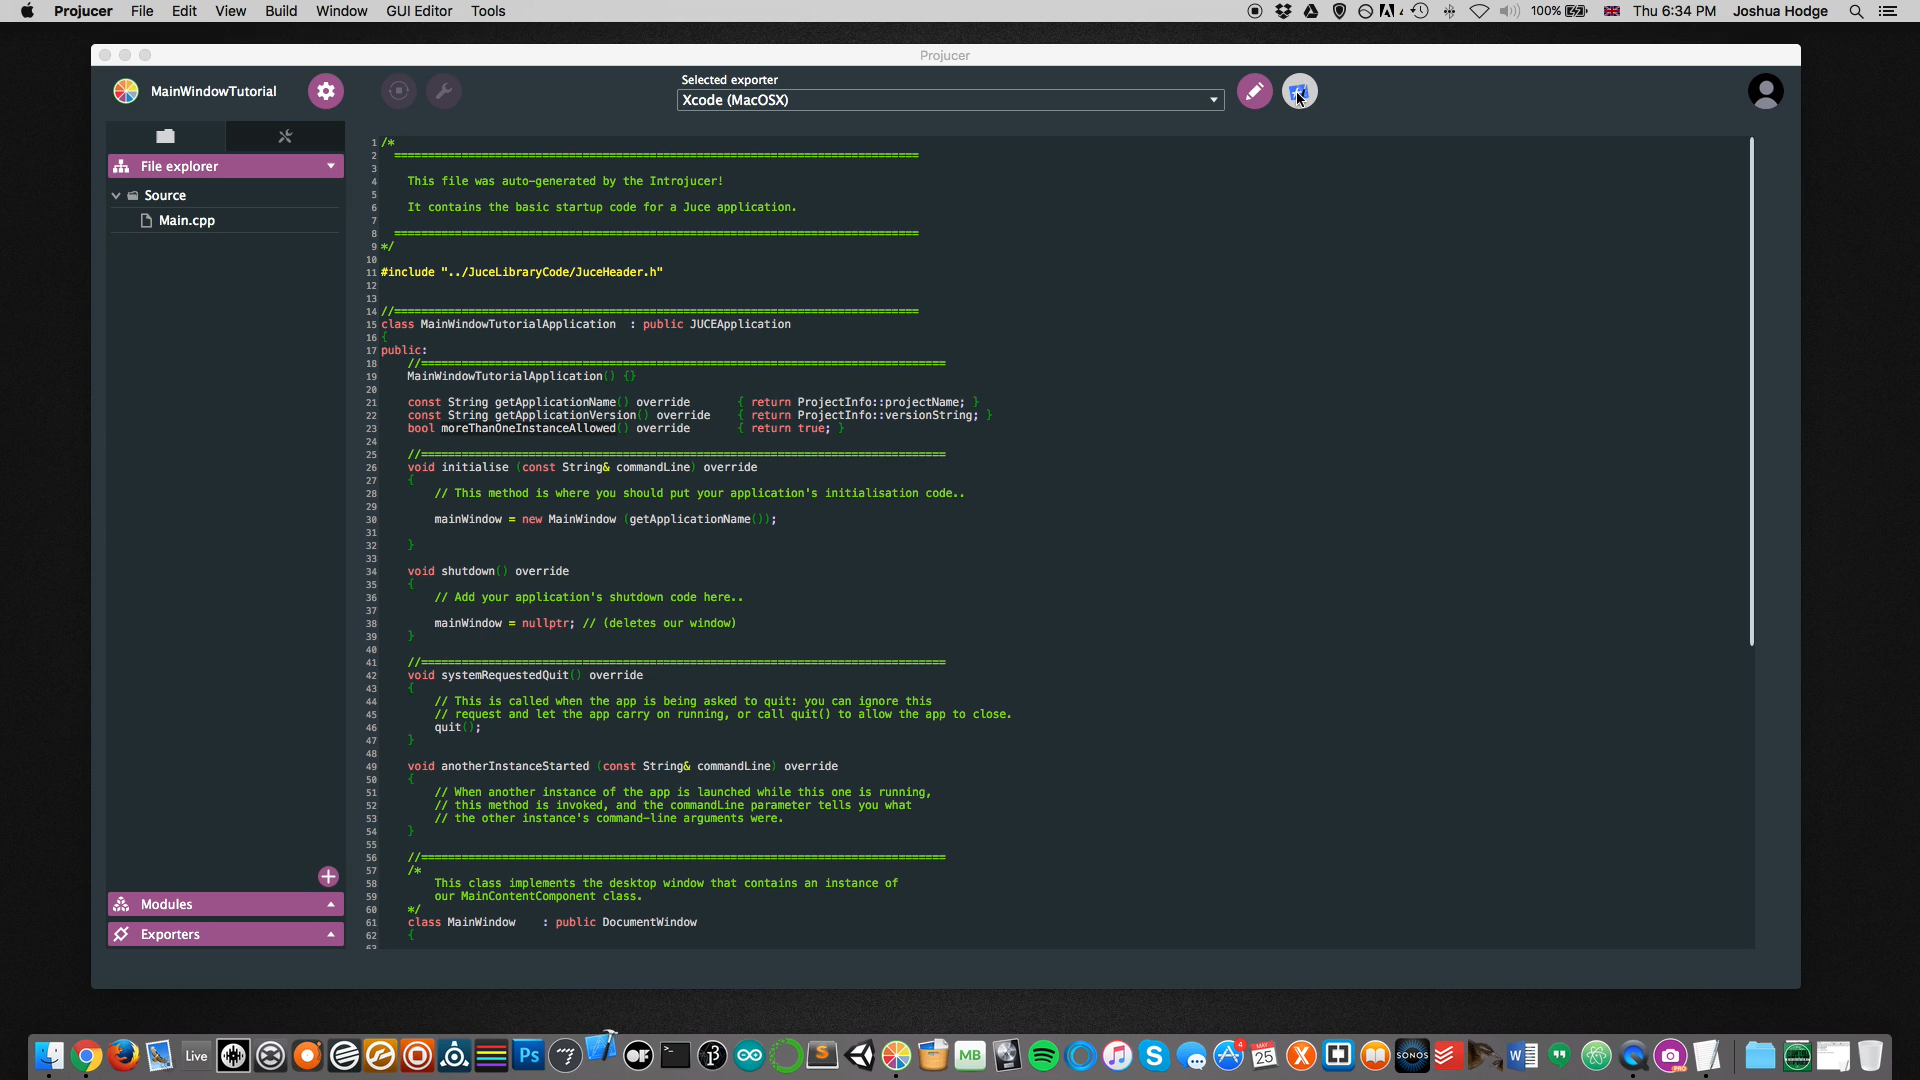 Projucer File Edit View Build Window GUI Editor Tools 4 100% Thu 6:34 PM Joshua Hodge
Projucer
MainWindowTutorial
Selected exporter
Xcode (MacOSX)
File explorer
Source
Main.cpp
Modules
Exporters
1 /*
2 ==============================================================================
3
4 This file was auto-generated by the Introjucer!
5
6 It contains the basic startup code for a Juce application.
7
8 ==============================================================================
9 */
10
11 #include "../JuceLibraryCode/JuceHeader.h"
12
13
14 //==============================================================================
15 class MainWindowTutorialApplication : public JUCEApplication
16 {
17 public:
18 //==============================================================================
19 MainWindowTutorialApplication() {}
20
21 const String getApplicationName() override { return ProjectInfo::projectName; }
22 const String getApplicationVersion() override { return ProjectInfo::versionString; }
23 bool moreThanOneInstanceAllowed() override { return true; }
24
25 //==============================================================================
26 void initialise (const String& commandLine) override
27 {
28 // This method is where you should put your application's initialisation code..
29
30 mainWindow = new MainWindow (getApplicationName());
31
32 }
33
34 void shutdown() override
35 {
36 // Add your application's shutdown code here..
37
38 mainWindow = nullptr; // (deletes our window)
39 }
40
41 //==============================================================================
42 void systemRequestedQuit() override
43 {
44 // This is called when the app is being asked to quit: you can ignore this
45 // request and let the app carry on running, or call quit() to allow the app to close.
46 quit();
47 }
48
49 void anotherInstanceStarted (const String& commandLine) override
50 {
51 // When another instance of the app is launched while this one is running,
52 // this method is invoked, and the commandLine parameter tells you what
53 // the other instance's command-line arguments were.
54 }
55
56 //==============================================================================
57 /*
58 This class implements the desktop window that contains an instance of
59 our MainContentComponent class.
60 */
61 class MainWindow : public DocumentWindow
62 {
63
Live Ps OF MB 4 MAY 25 SONOS PRO